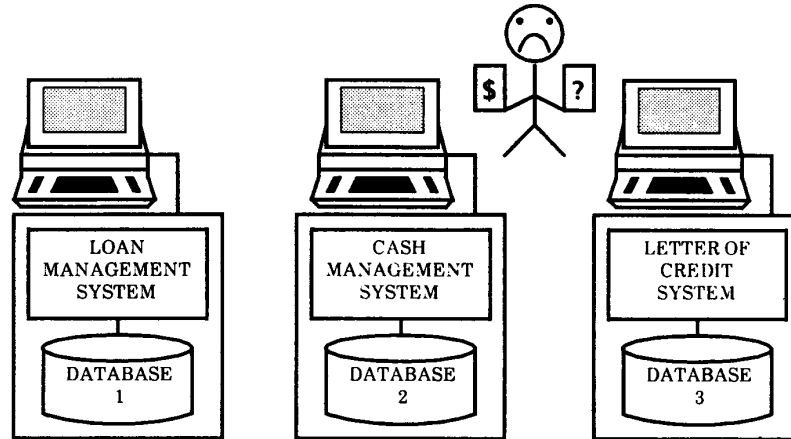 $ ?
LOAN
MANAGEMENT
SYSTEM
DATABASE
1
CASH
MANAGEMENT
SYSTEM
DATABASE
2
LETTER OF
CREDIT
SYSTEM
DATABASE
3